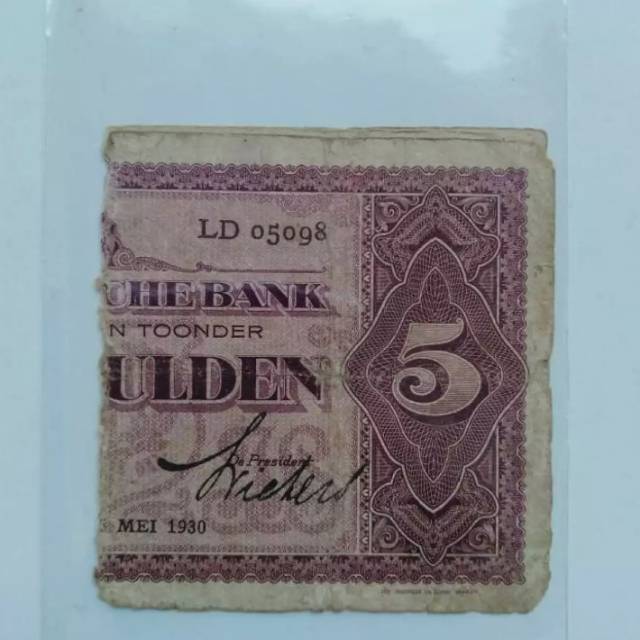 LD 05098
CHE BANK
N TOONDER
ULDEN
5
De President
MEI 1930